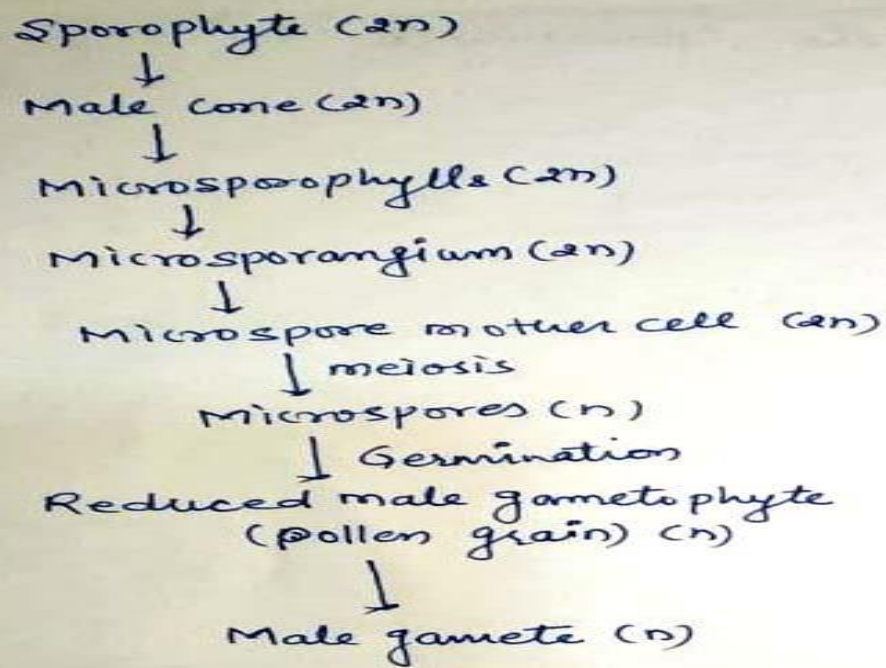 Sporophyte (2n)
↓
Male cone (2n)
↓
Microsporophylls (2n)
↓
Microsporangium (2n)
↓
Microspore mother cell (2n)
↓ meiosis
Microspores (n)
↓ Germination
Reduced male gametophyte
(pollen grain) (n)
↓
Male gamete (n)